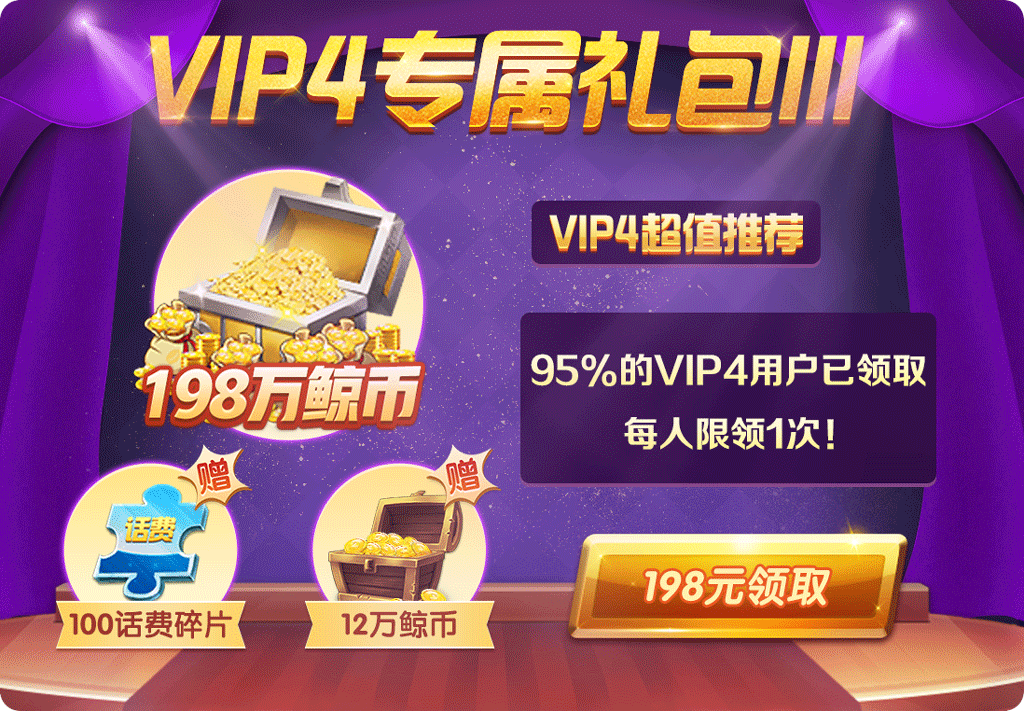 VIP4专属礼包III
VIP4超值推荐
198万鲸币
95%的VIP4用户已领取
每人限领1次！
赠
话费
100话费碎片
赠
12万鲸币
198元领取